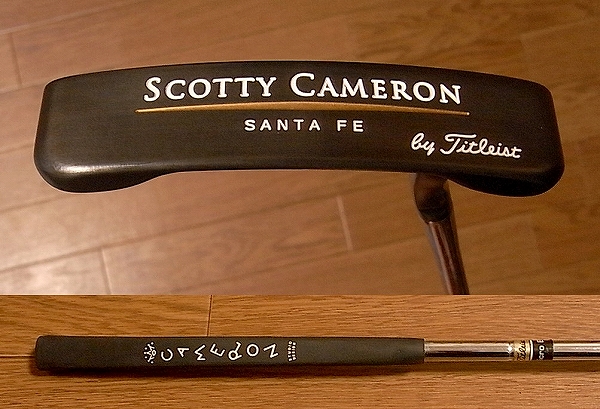 SCOTTY CAMERON
SANTA FE
by Titleist
CAMERON